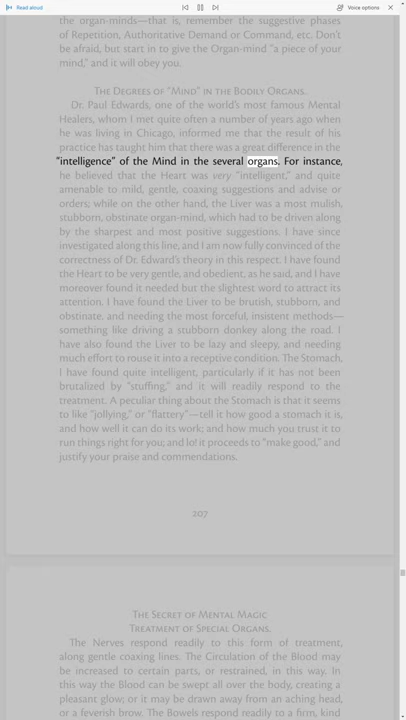 Read aloud
Voice options
the organ-minds—that is, remember the suggestive phases
of Repetition, Authoritative Demand or Command, etc. Don't
be afraid, but start in to give the Organ-mind “a piece of your
mind,” and it will obey you.
The Degrees of “Mind” in the Bodily Organs.
Dr. Paul Edwards, one of the world's most famous Mental
Healers, whom I met quite often a number of years ago when
he was living in Chicago, informed me that the result of his
practice has taught him that there was a great difference in the
“intelligence” of the Mind in the several organs. For instance,
he believed that the Heart was very “intelligent,” and quite
amenable to mild, gentle, coaxing suggestions and advise or
orders; while on the other hand, the Liver was a most mulish,
stubborn, obstinate organ-mind, which had to be driven along
by the sharpest and most positive suggestions. I have since
investigated along this line, and I am now fully convinced of the
correctness of Dr. Edward's theory in this respect. I have found
the Heart to be very gentle, and obedient, as he said, and I have
moreover found it needed but the slightest word to attract its
attention. I have found the Liver to be brutish, stubborn, and
obstinate, and needing the most forceful, insistent methods—
something like driving a stubborn donkey along the road. I
have also found the Liver to be lazy and sleepy, and needing
much effort to rouse it into a receptive condition. The Stomach,
I have found quite intelligent, particularly if it has not been
brutalized by “stuffing,” and it will readily respond to the
treatment. A peculiar thing about the Stomach is that it seems
to like “jollying,” or “flattery”—tell it how good a stomach it is,
and how well it can do its work; and how much you trust it to
run things right for you; and lo! it proceeds to “make good,” and
justify your praise and commendations.
207
The Secret of Mental Magic
Treatment of Special Organs.
The Nerves respond readily to this form of treatment,
along gentle coaxing lines. The Circulation of the Blood may
be increased to certain parts, or restrained, in this way. In
this way the Blood can be swept all over the body, creating a
pleasant glow; or it may be drawn away from an aching head,
or a feverish brow. The Bowels respond readily to a firm, kind